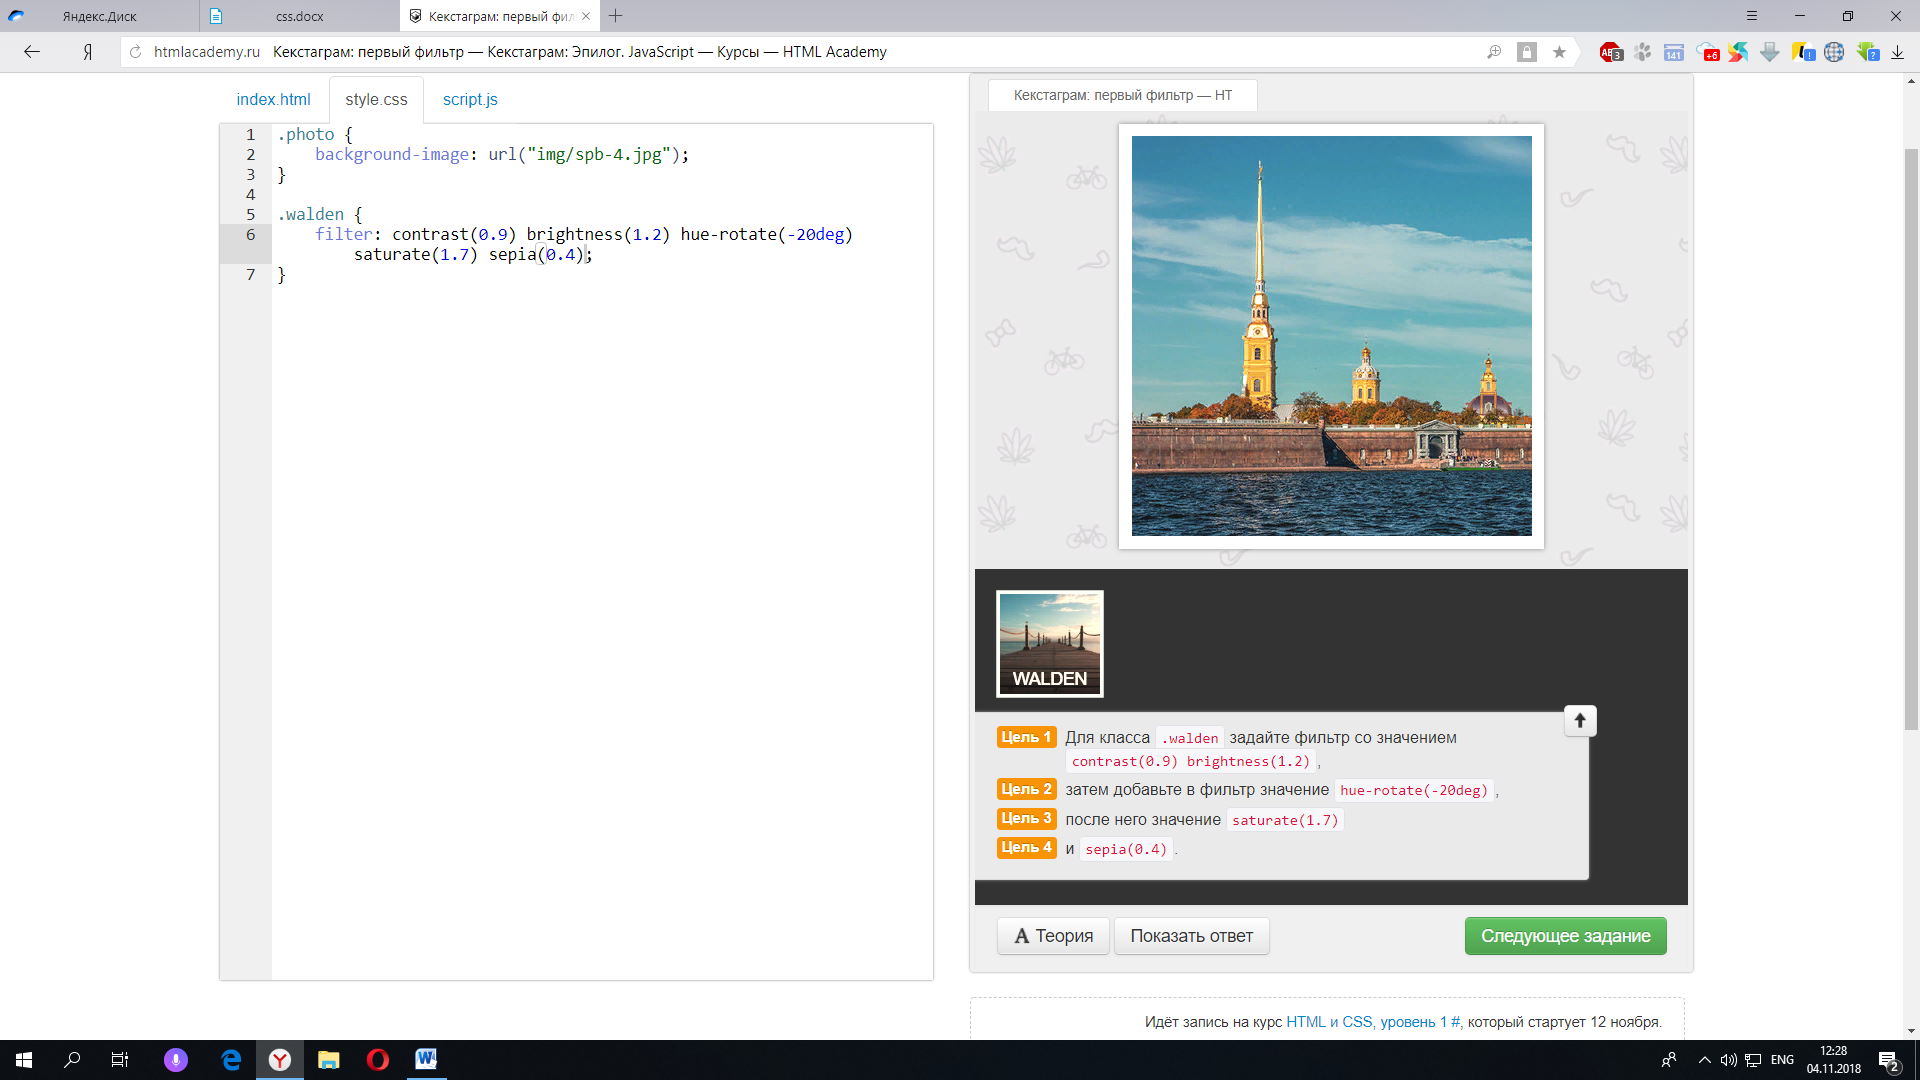 Яндекс.Диск
css.docx
Кекстаграм: первый фил
Я
htmlacademy.ru Кекстаграм: первый фильтр — Кекстаграм: Эпилог. JavaScript — Курсы — HTML Academy
3
141
+6
!
?
index.html
style.css
script.js
Кекстаграм: первый фильтр — HT
1 .photo {
2 background-image: url("img/spb-4.jpg");
3 }
4
5 .walden {
6 filter: contrast(0.9) brightness(1.2) hue-rotate(-20deg)
saturate(1.7) sepia(0.4);
7 }
WALDEN
Цель 1 Для класса .walden задайте фильтр со значением
contrast(0.9) brightness(1.2),
Цель 2 затем добавьте в фильтр значение hue-rotate(-20deg),
Цель 3 после него значение saturate(1.7)
Цель 4 и sepia(0.4).
A Теория
Показать ответ
Следующее задание
Идёт запись на курс HTML и CSS, уровень 1 #, который стартует 12 ноября.
ENG
12:28
04.11.2018
2